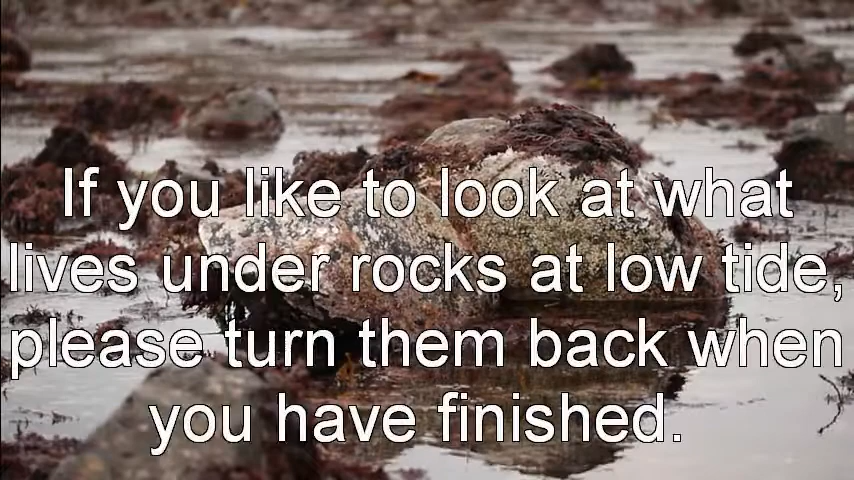 If you like to look at what
lives under rocks at low tide,
please turn them back when
you have finished.